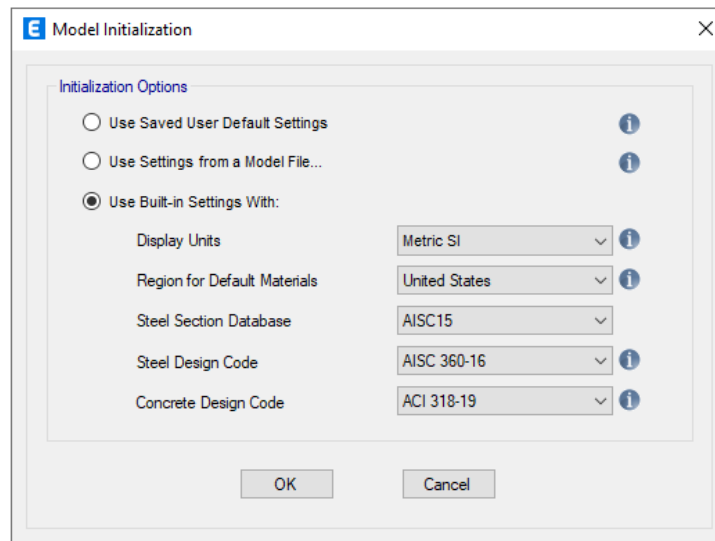 E Model Initialization
Initialization Options
Use Saved User Default Settings
Use Settings from a Model File...
Use Built-in Settings With:
Display Units Metric SI
Region for Default Materials United States
Steel Section Database AISC15
Steel Design Code AISC 360-16
Concrete Design Code ACI 318-19
OK Cancel